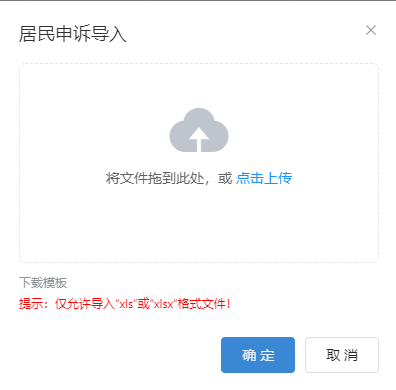 居民申诉导入
将文件拖到此处，或 点击上传
下载模板
提示：仅允许导入“xls”或“xlsx”格式文件！
确 定
取 消